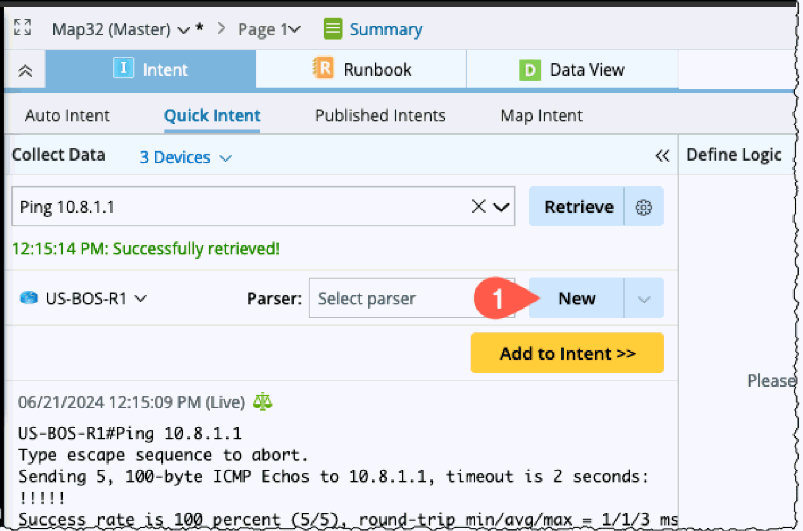 Map32 (Master) * > Page 1 Summary
I Intent R Runbook D Data View
Auto Intent Quick Intent Published Intents Map Intent
Collect Data 3 Devices « Define Logic
Ping 10.8.1.1 Retrieve
12:15:14 PM: Successfully retrieved!
US-BOS-R1 Parser: Select parser 1 New
Add to Intent >>
Please
06/21/2024 12:15:09 PM (Live)
US-BOS-R1#Ping 10.8.1.1
Type escape sequence to abort.
Sending 5, 100-byte ICMP Echos to 10.8.1.1, timeout is 2 seconds:
!!!!!
Success rate is 100 percent (5/5), round-trip min/avg/max = 1/1/3 ms